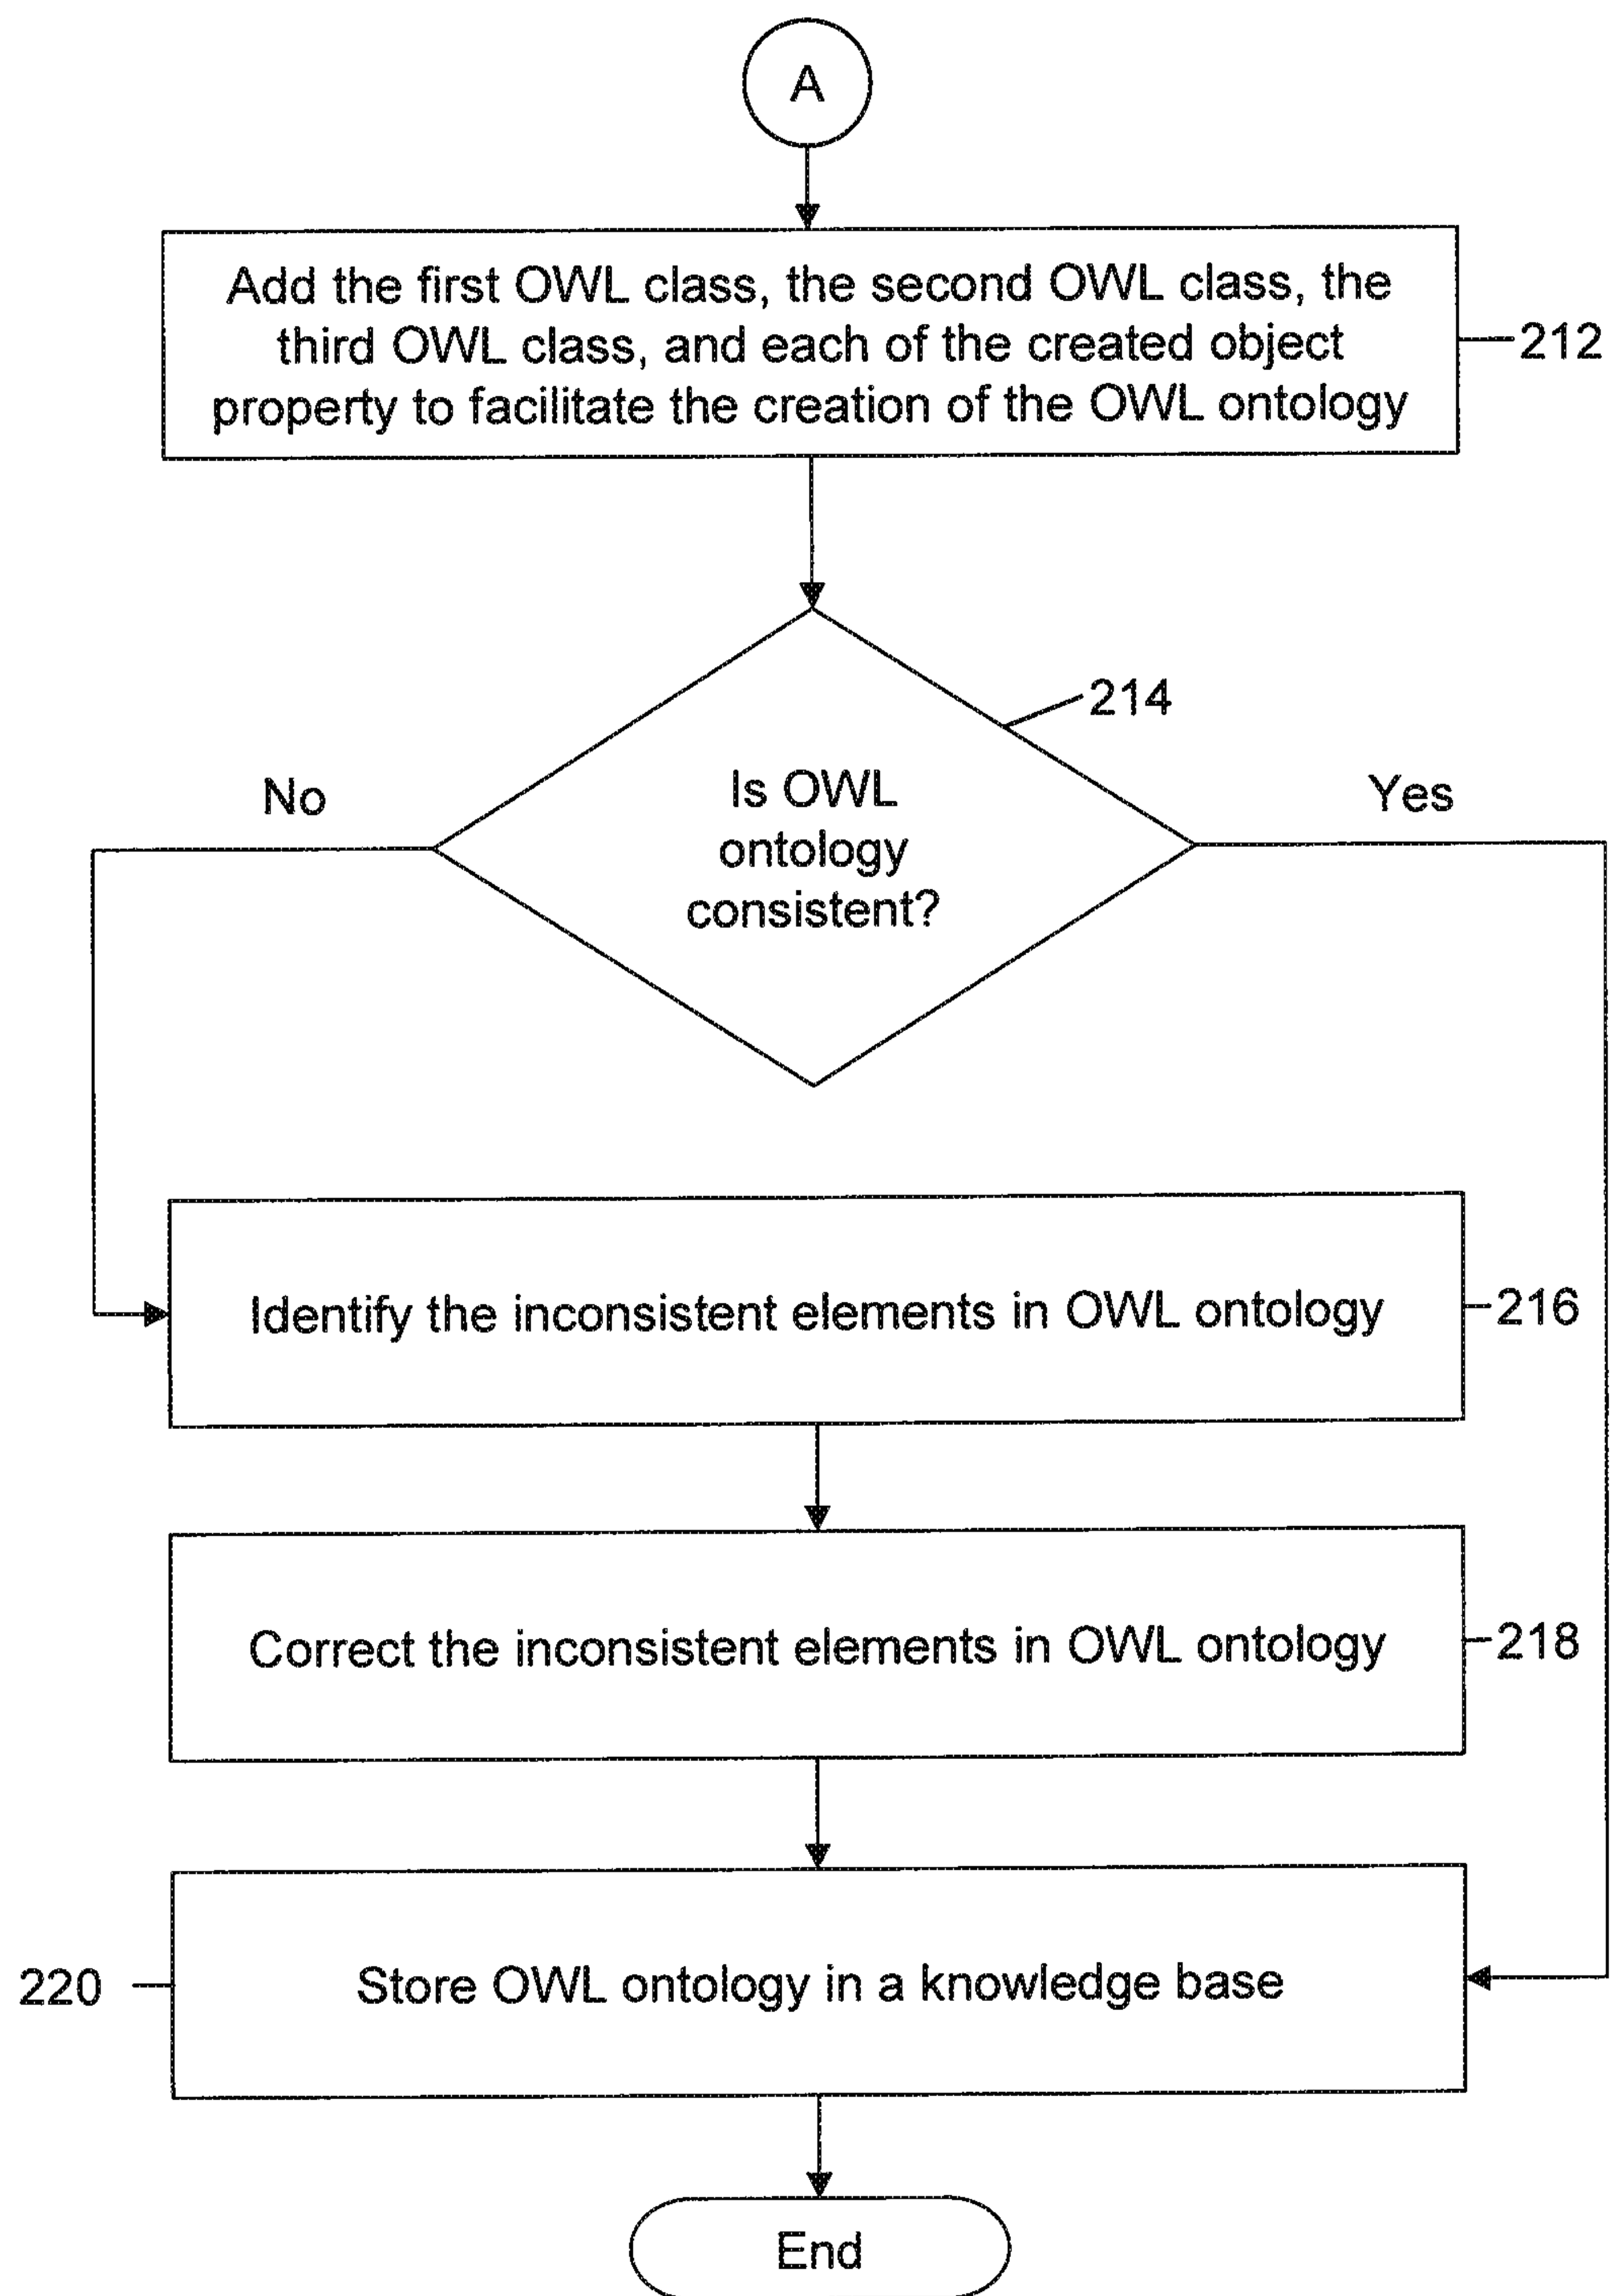 A
Add the first OWL class, the second OWL class, the
third OWL class, and each of the created object
property to facilitate the creation of the OWL ontology
212
214
No
Yes
Is OWL
ontology
consistent?
Identify the inconsistent elements in OWL ontology
216
Correct the inconsistent elements in OWL ontology
218
220
Store OWL ontology in a knowledge base
End